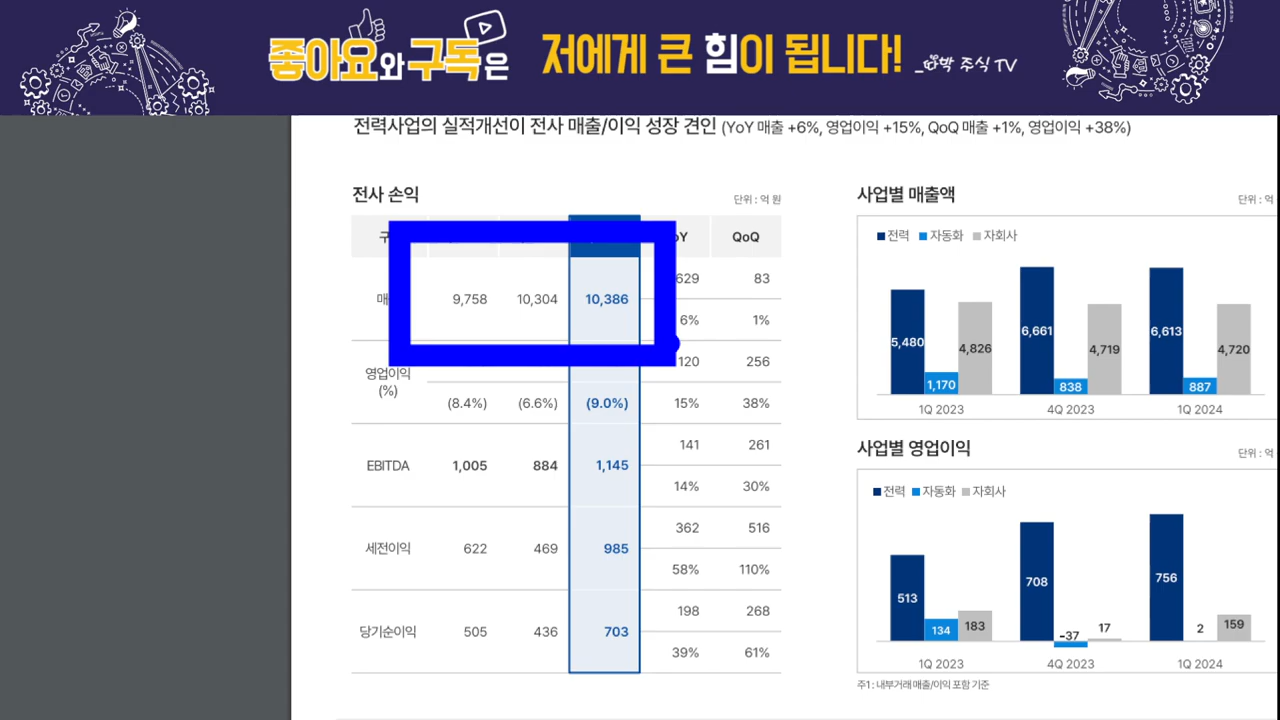 좋아요와 구독은 저에게 큰 힘이 됩니다!
주식 TV
전력사업의 실적개선이 전사 매출/이익 성장 견인 (YoY 매출 +6%, 영업이익 +15%, QoQ 매출 +1%, 영업이익 +38%)
전사 손익
단위 : 억 원
QoQ
9,758 10,304 10,386
629 83
6% 1%
영업이익
(%)
120 256
(8.4%) (6.6%) (9.0%) 15% 38%
EBITDA 1,005 884 1,145
141 261
14% 30%
세전이익 622 469 985
362 516
58% 110%
당기순이익 505 436 703
198 268
39% 61%
사업별 매출액
단위 : 억
전력 자동화 자회사
5,480 1,170 4,826
6,661 838 4,719
6,613 887 4,720
1Q 2023 4Q 2023 1Q 2024
사업별 영업이익
단위 : 억
전력 자동화 자회사
513 134 183
708 -37 17
756 2 159
1Q 2023 4Q 2023 1Q 2024
주1 : 내부거래 매출/이익 포함 기준